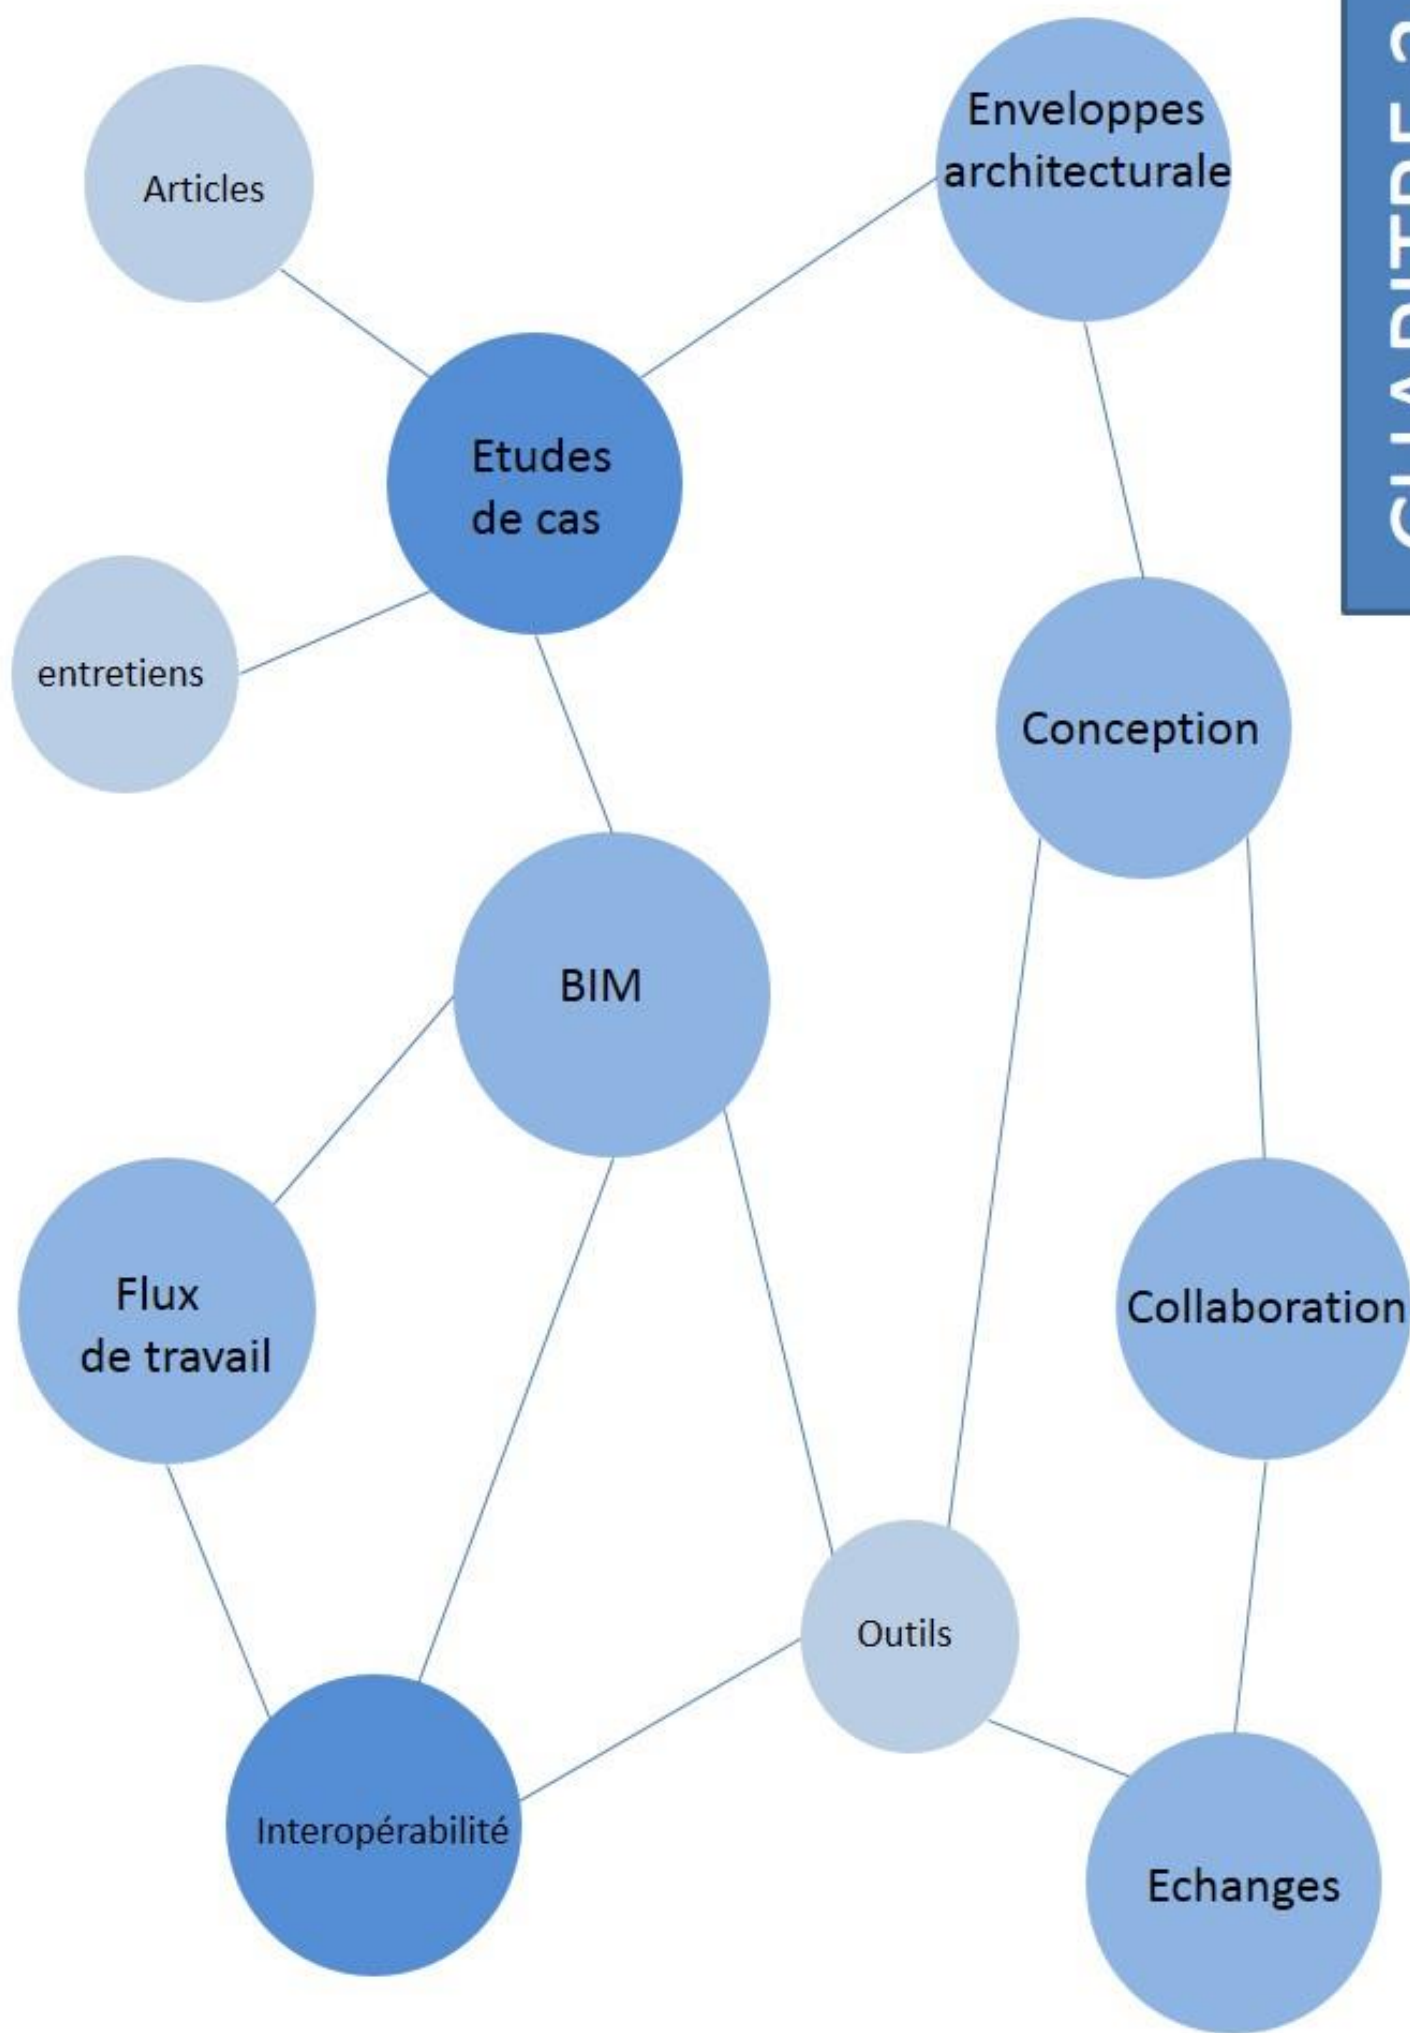 Enveloppes
architecturale
Articles
Etudes
de cas
entretiens
Conception
BIM
Flux
de travail
Collaboration
Outils
Interopérabilité
Echanges